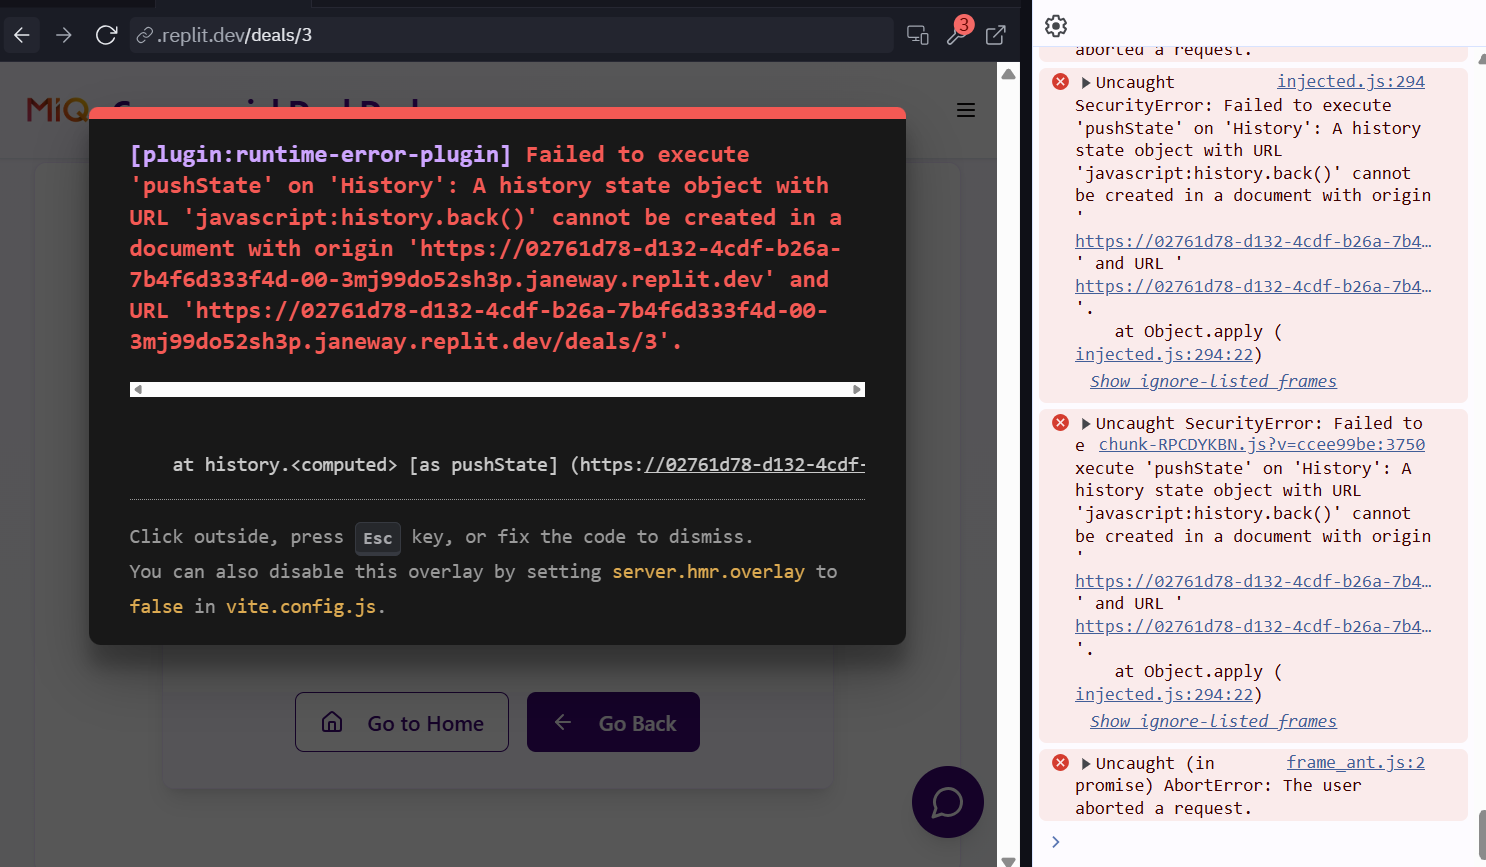 .replit.dev/deals/3
3
MiQ
[plugin:runtime-error-plugin] Failed to execute
'pushState' on 'History': A history state object with
URL 'javascript:history.back()' cannot be created in a
document with origin 'https://02761d78-d132-4cdf-b26a-
7b4f6d333f4d-00-3mj99do52sh3p.janeway.replit.dev' and
URL 'https://02761d78-d132-4cdf-b26a-7b4f6d333f4d-00-
3mj99do52sh3p.janeway.replit.dev/deals/3'.
at history.<computed> [as pushState] (https://02761d78-d132-4cdf-
Click outside, press Esc key, or fix the code to dismiss.
You can also disable this overlay by setting server.hmr.overlay to
false in vite.config.js.
Go to Home
Go Back
aborted a request.
Uncaught injected.js:294
SecurityError: Failed to execute
'pushState' on 'History': A history
state object with URL
'javascript:history.back()' cannot
be created in a document with origin
'
https://02761d78-d132-4cdf-b26a-7b4…
' and URL '
https://02761d78-d132-4cdf-b26a-7b4…
'.
at Object.apply (
injected.js:294:22)
Show ignore-listed frames
Uncaught SecurityError: Failed to
e chunk-RPCDYKBN.js?v=ccee99be:3750
xecute 'pushState' on 'History': A
history state object with URL
'javascript:history.back()' cannot
be created in a document with origin
'
https://02761d78-d132-4cdf-b26a-7b4…
' and URL '
https://02761d78-d132-4cdf-b26a-7b4…
'.
at Object.apply (
injected.js:294:22)
Show ignore-listed frames
Uncaught (in frame_ant.js:2
promise) AbortError: The user
aborted a request.